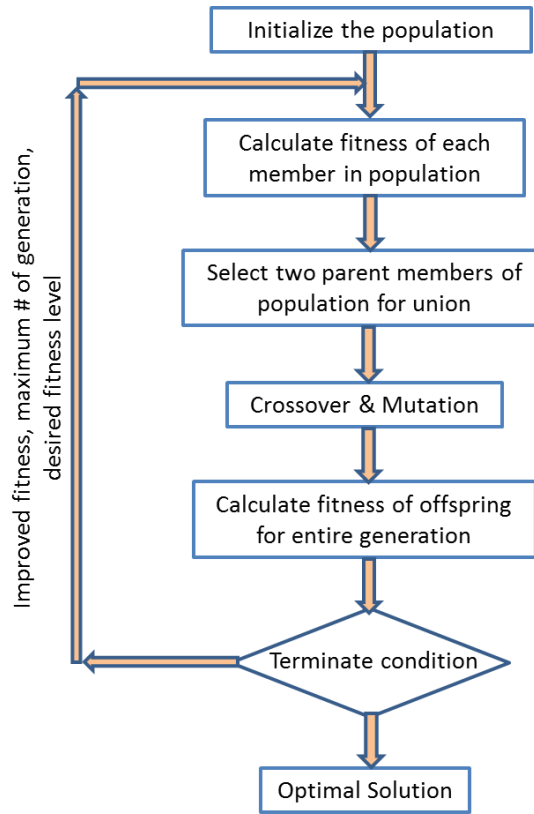 Initialize the population
Calculate fitness of each
member in population
Select two parent members of
population for union
Crossover & Mutation
Calculate fitness of offspring
for entire generation
Terminate condition
Optimal Solution
Improved fitness, maximum # of generation,
desired fitness level